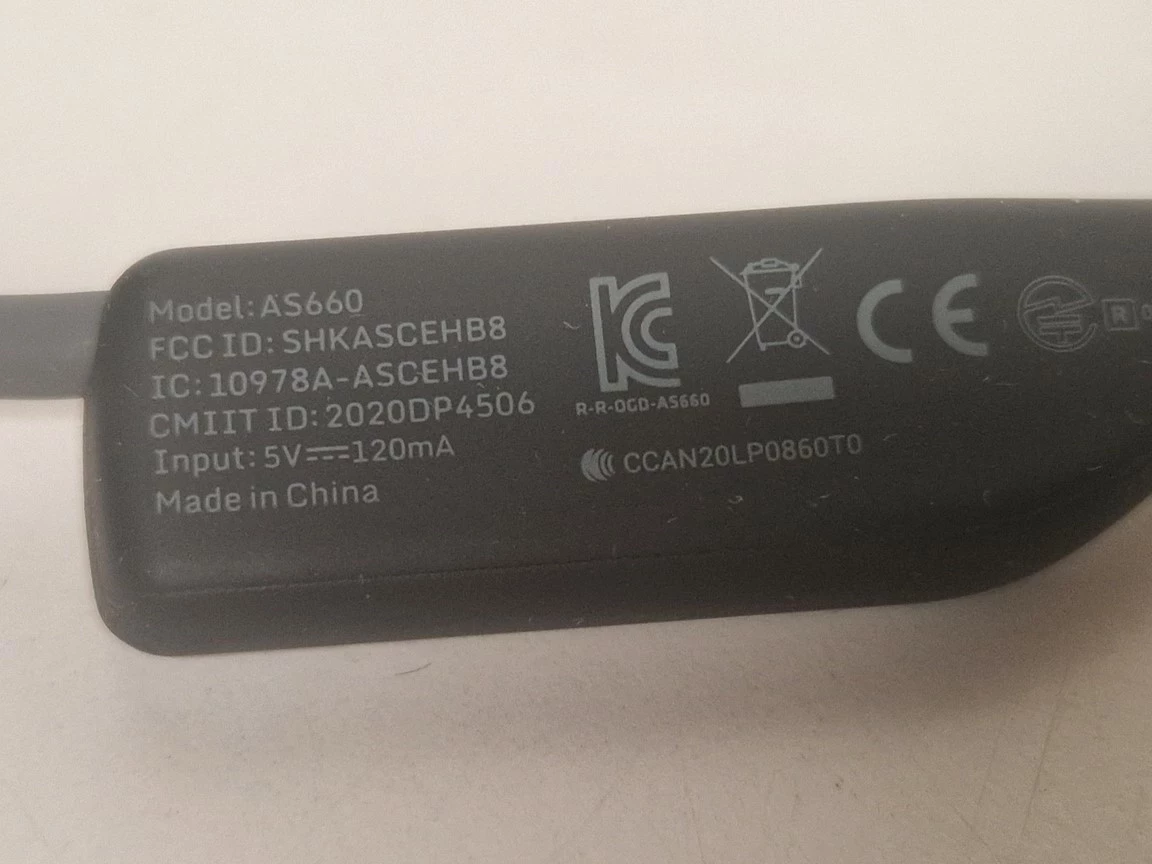 Model: AS660
FCC ID: SHKASCEHB8
IC: 10978A-ASCEHB8
CMIIT ID: 2020DP4506
Input: 5V⎓120mA
Made in China
R-R-OGD-AS660
CE
R
CCAN20LP0860T0